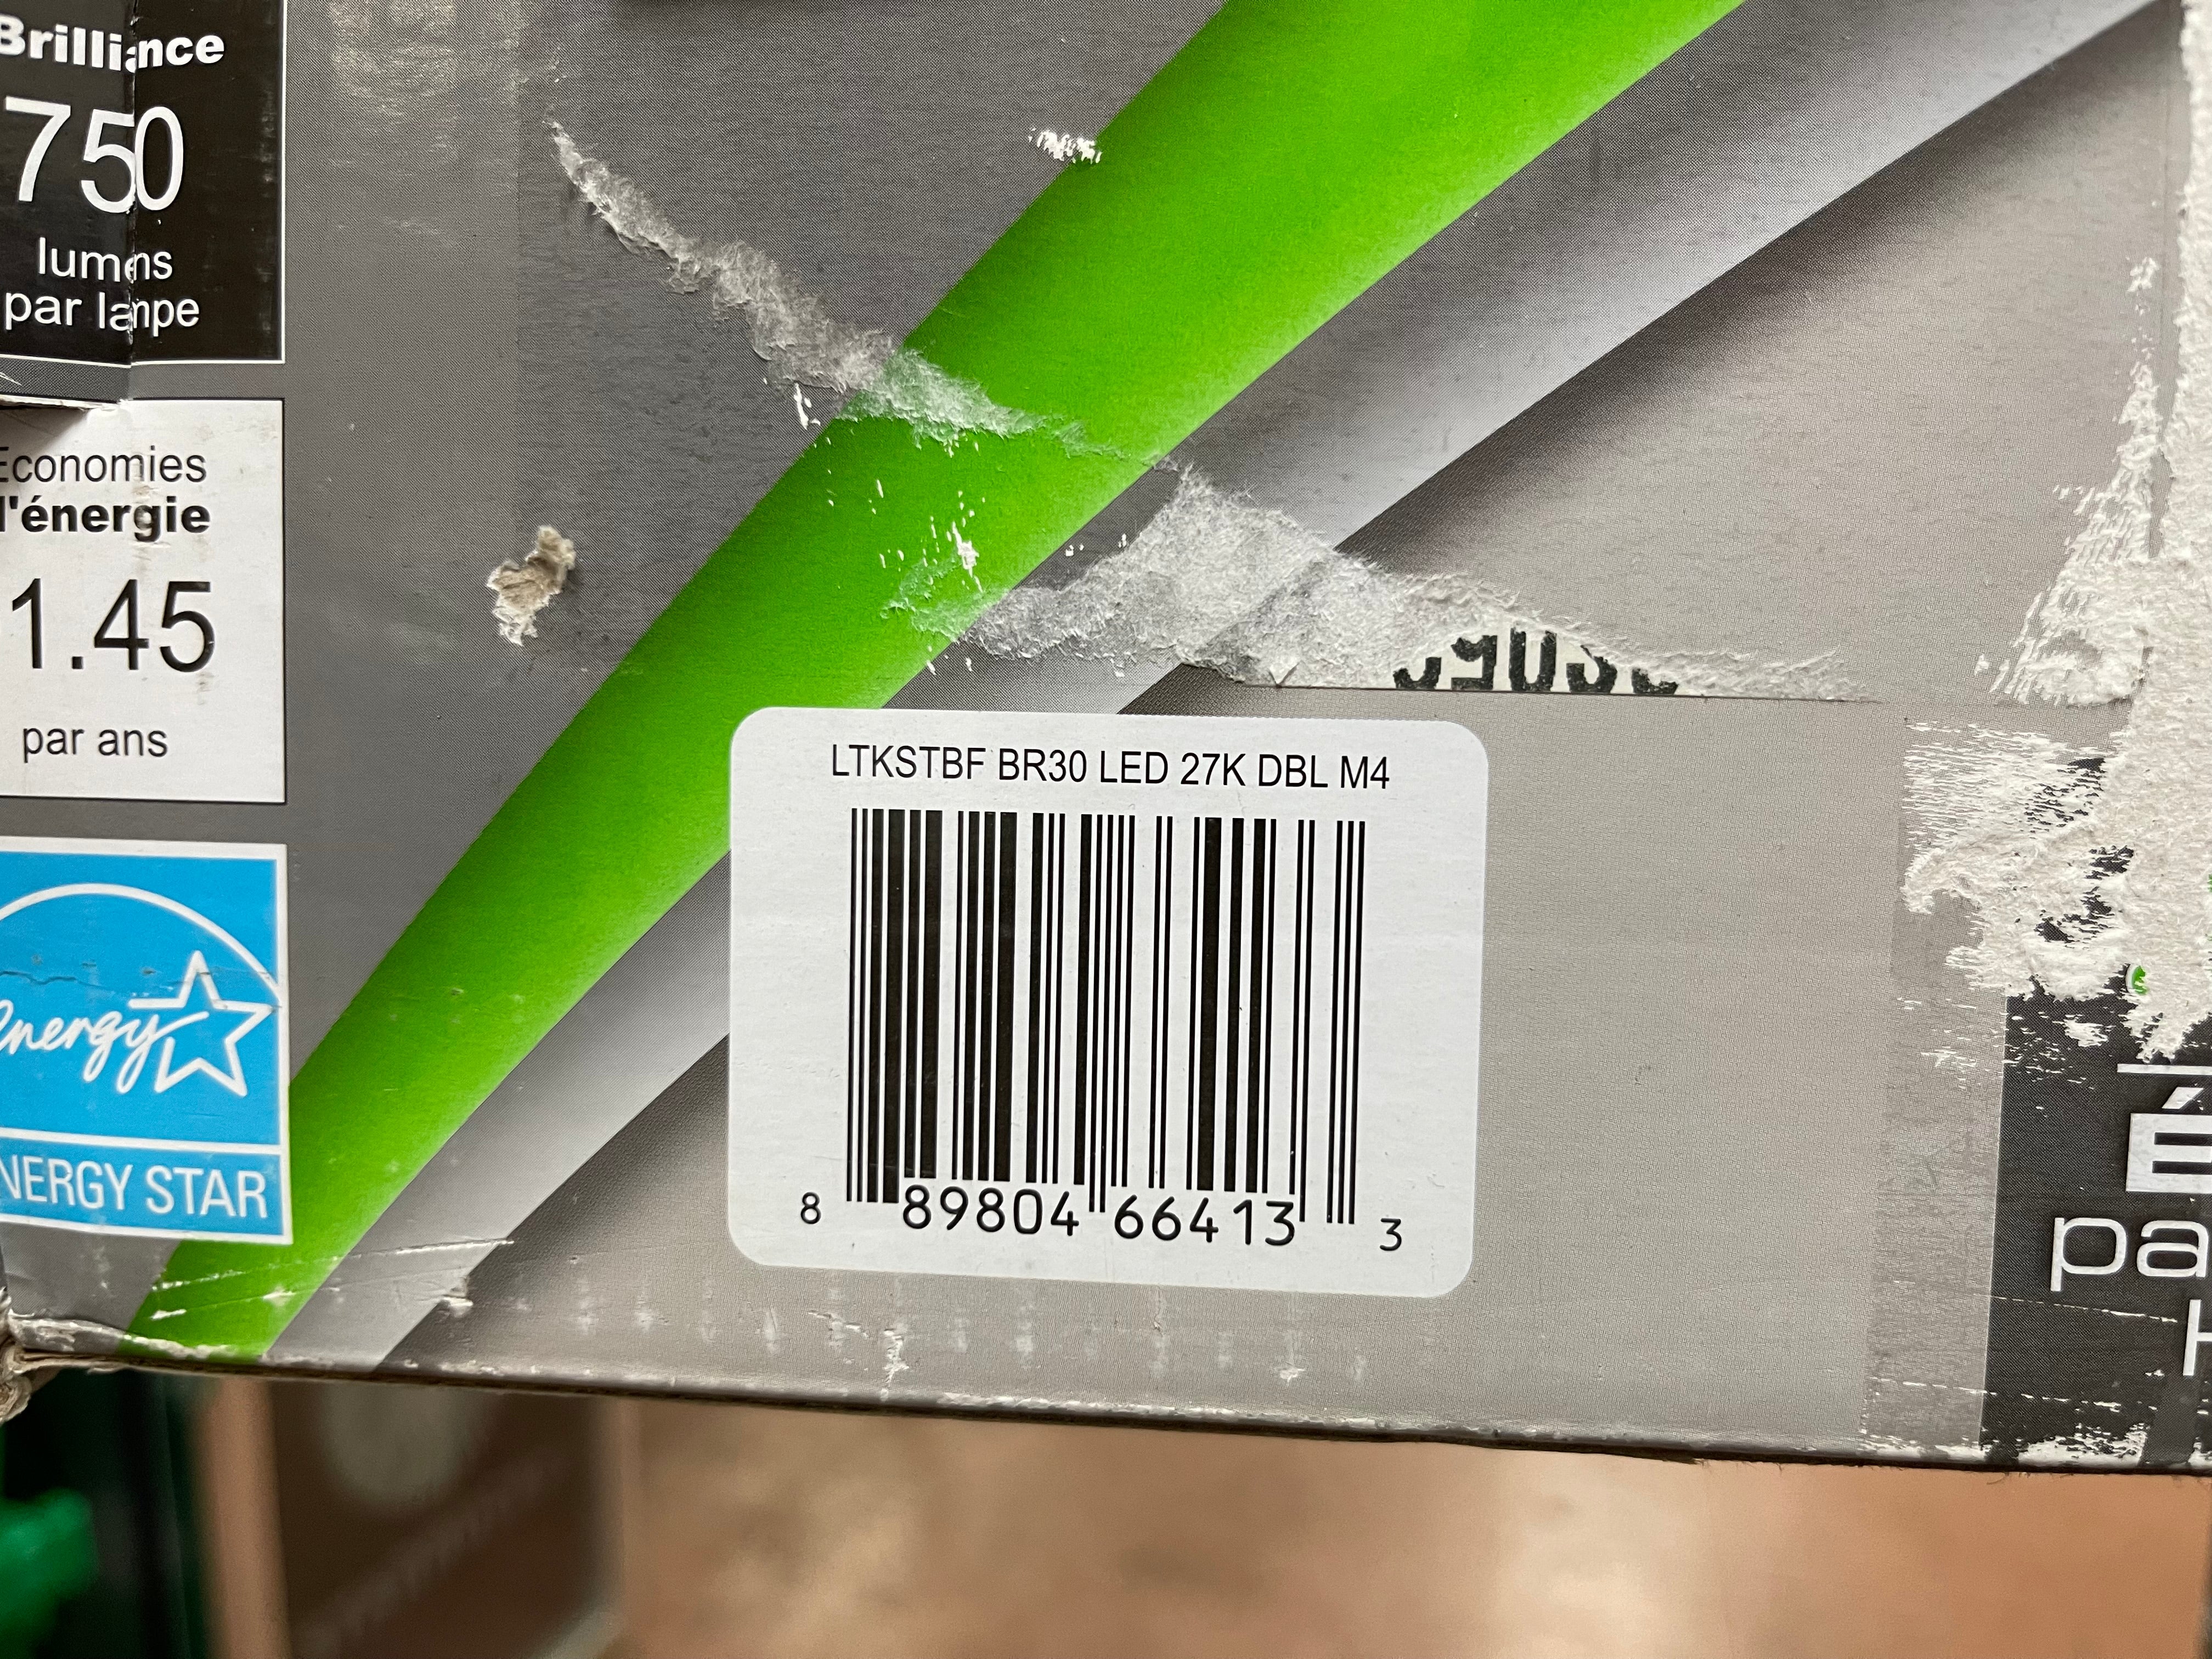 Brilliance
750
lumens
par lampe
Economies
d'énergie
1.45
par ans
energy
ENERGY STAR
LTKSTBF BR30 LED 27K DBL M4
8 89804 66413 3